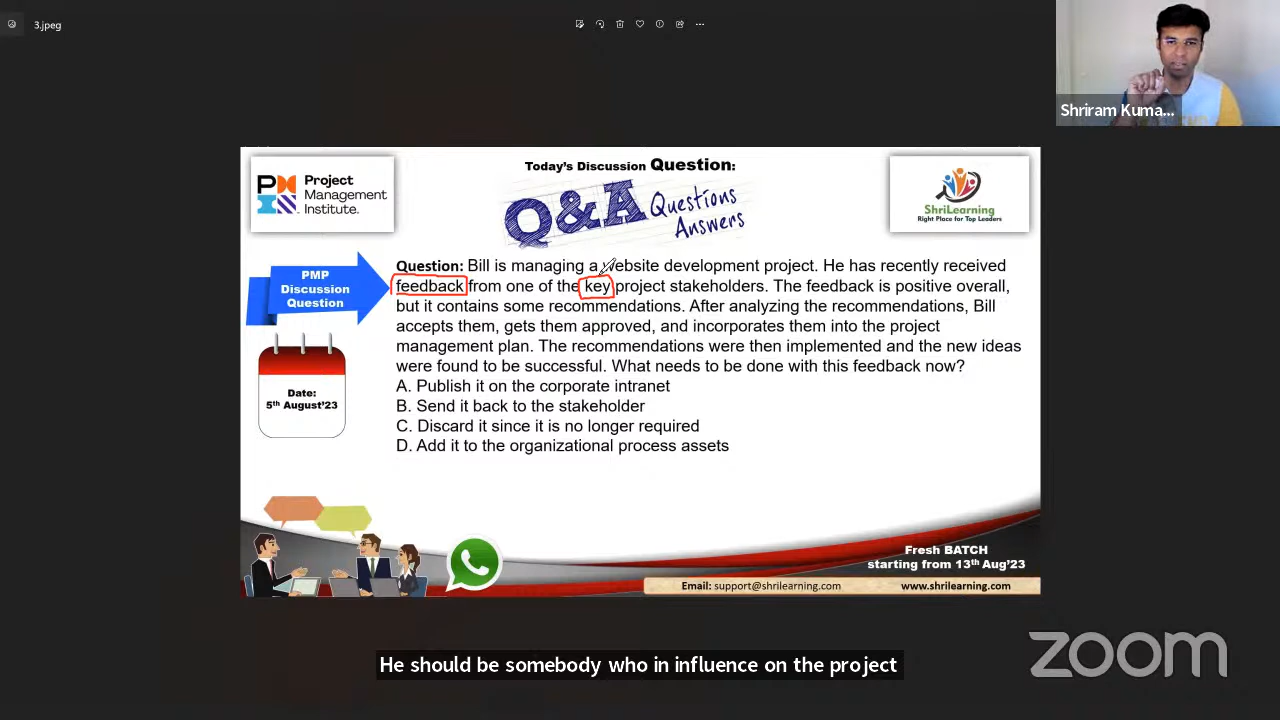 3.jpeg
Shriram Kuma...
Today's Discussion Question:
Project
Management
Institute.
Q&A Questions
Answers
ShriLearning
Right Place for Top Leaders
PMP
Discussion
Question
Question: Bill is managing a website development project. He has recently received
feedback from one of the key project stakeholders. The feedback is positive overall,
but it contains some recommendations. After analyzing the recommendations, Bill
accepts them, gets them approved, and incorporates them into the project
management plan. The recommendations were then implemented and the new ideas
were found to be successful. What needs to be done with this feedback now?
A. Publish it on the corporate intranet
B. Send it back to the stakeholder
C. Discard it since it is no longer required
D. Add it to the organizational process assets
Date:
5th August'23
Fresh BATCH
starting from 13th Aug'23
Email: support@shrilearning.com www.shrilearning.com
He should be somebody who in influence on the project
zoom